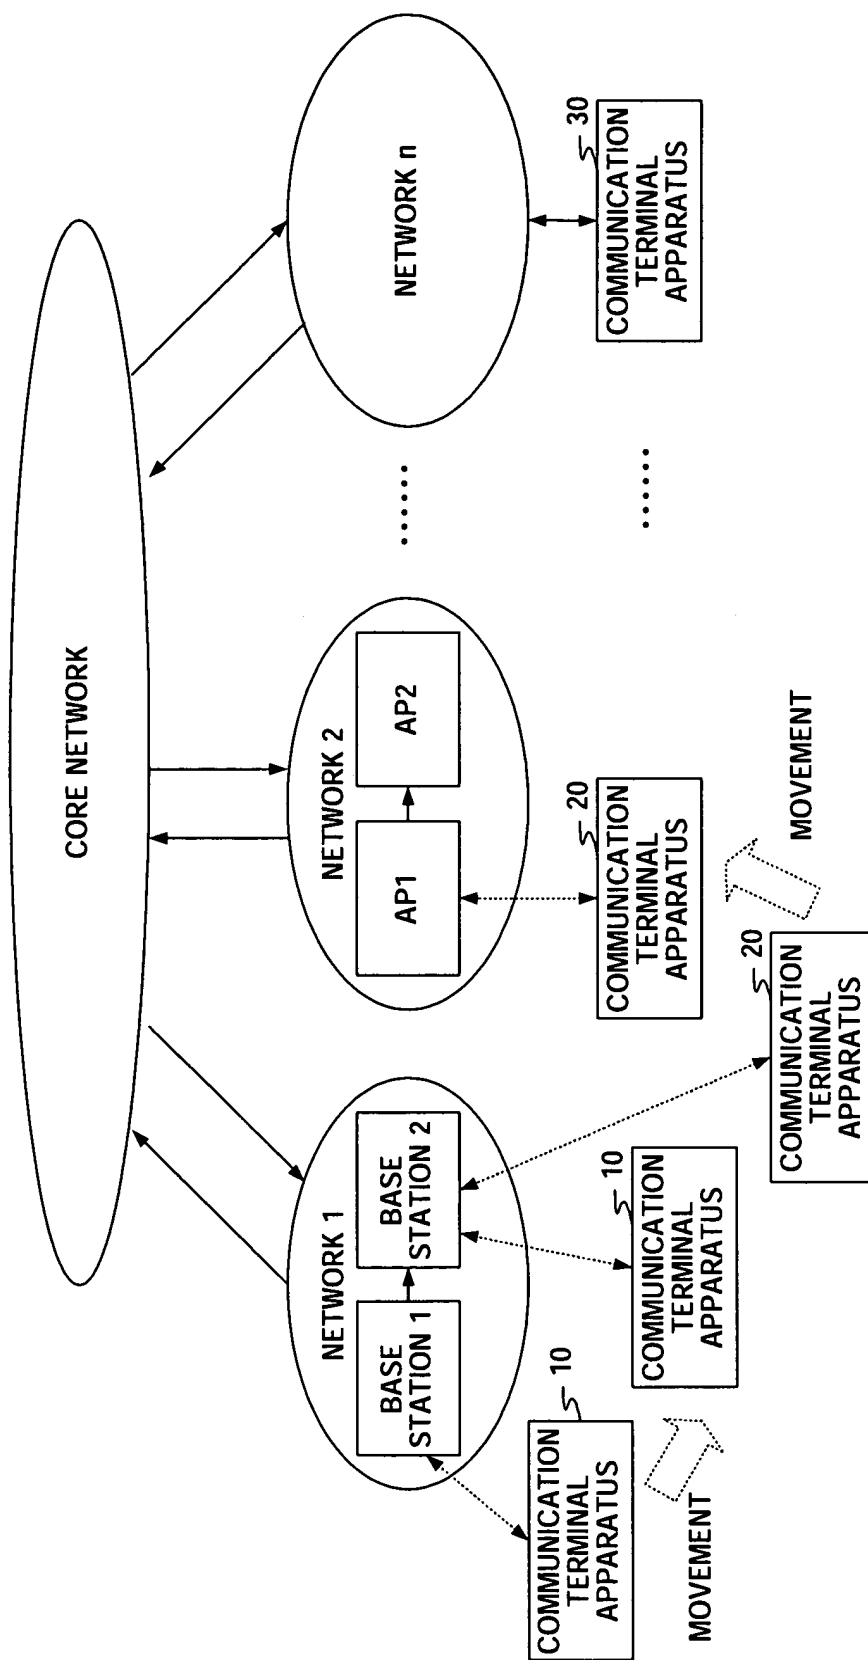 CORE NETWORK
NETWORK 1
BASE
STATION 1
BASE
STATION 2
NETWORK 2
AP1
AP2
······
NETWORK n
10
COMMUNICATION
TERMINAL
APPARATUS
MOVEMENT
10
COMMUNICATION
TERMINAL
APPARATUS
20
COMMUNICATION
TERMINAL
APPARATUS
MOVEMENT
20
COMMUNICATION
TERMINAL
APPARATUS
······
30
COMMUNICATION
TERMINAL
APPARATUS